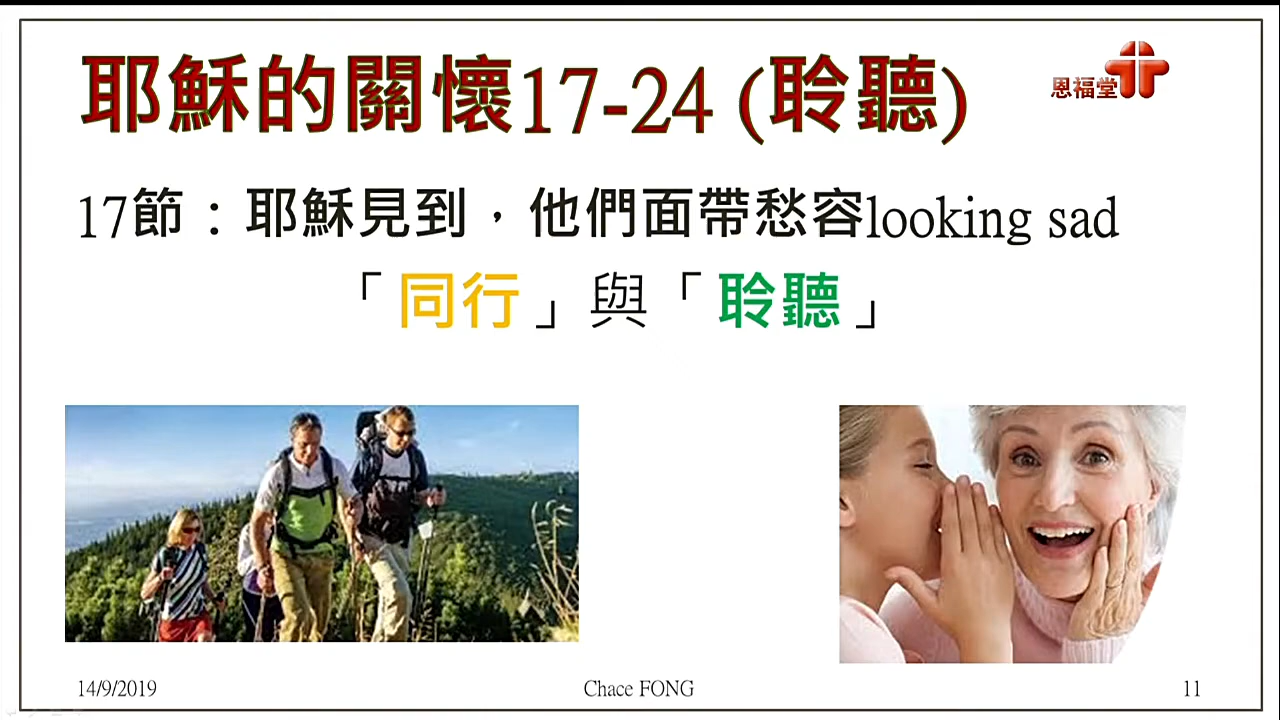 耶穌的關懷17-24 (聆聽)
恩福堂
17節：耶穌見到，他們面帶愁容looking sad
「同行」與「聆聽」
14/9/2019
Chace FONG
11